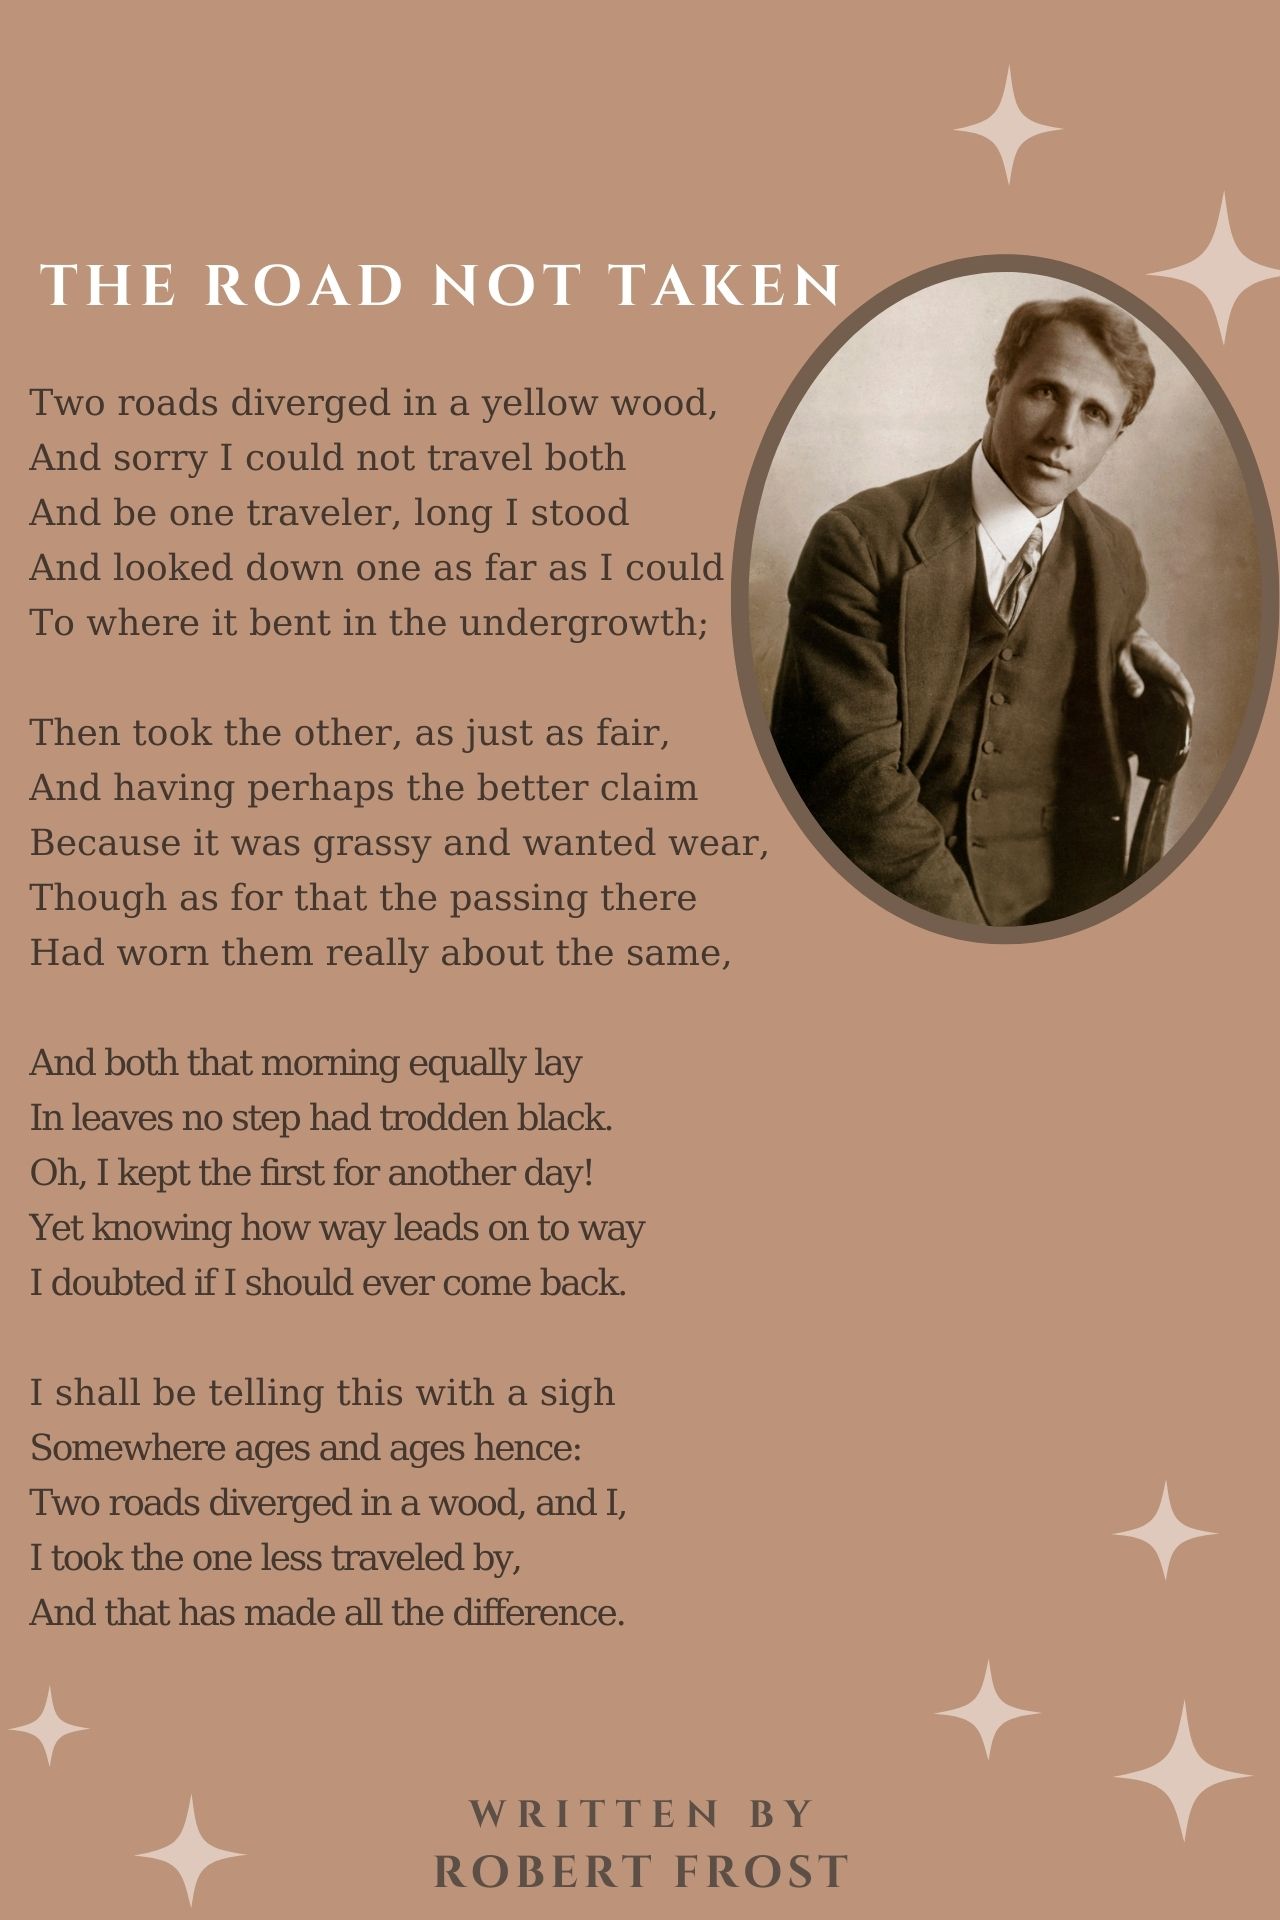 THE ROAD NOT TAKEN
Two roads diverged in a yellow wood,
And sorry I could not travel both
And be one traveler, long I stood
And looked down one as far as I could
To where it bent in the undergrowth;
Then took the other, as just as fair,
And having perhaps the better claim
Because it was grassy and wanted wear,
Though as for that the passing there
Had worn them really about the same,
And both that morning equally lay
In leaves no step had trodden black.
Oh, I kept the first for another day!
Yet knowing how way leads on to way
I doubted if I should ever come back.
I shall be telling this with a sigh
Somewhere ages and ages hence:
Two roads diverged in a wood, and I,
I took the one less traveled by,
And that has made all the difference.
WRITTEN BY
ROBERT FROST